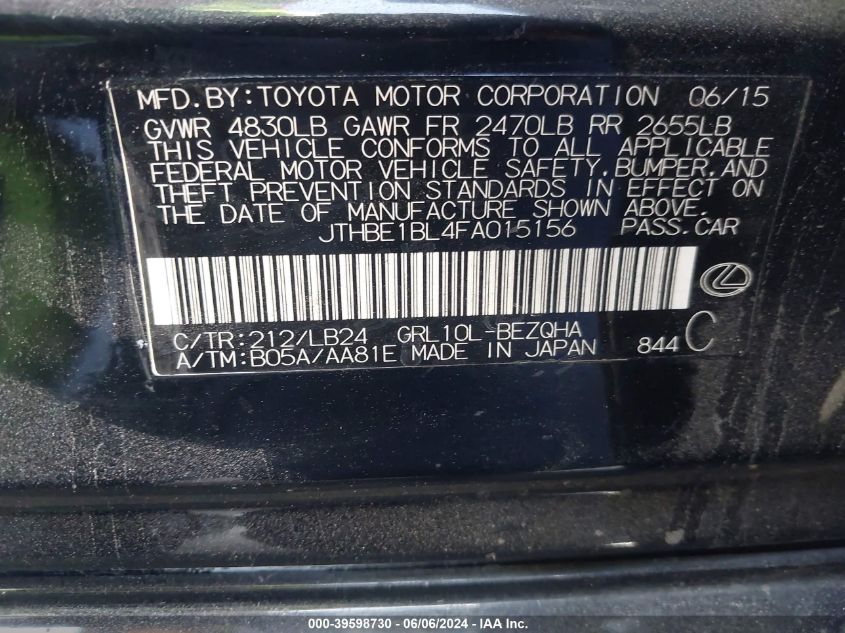 MFD.BY:TOYOTA MOTOR CORPORATION 06/15
GVWR 4830LB GAWR FR 2470LB RR 2655LB
THIS VEHICLE CONFORMS TO ALL APPLICABLE
FEDERAL MOTOR VEHICLE SAFETY,BUMPER,AND
THEFT PREVENTION STANDARDS IN EFFECT ON
THE DATE OF MANUFACTURE SHOWN ABOVE.
JTHBE1BL4FA015156 PASS.CAR
C/TR:212/LB24 GRL10L-BEZQHA
A/TM:B05A/AA81E MADE IN JAPAN 844 C
000-39598730 - 06/06/2024 - IAAI - Copyright IAA, Inc.